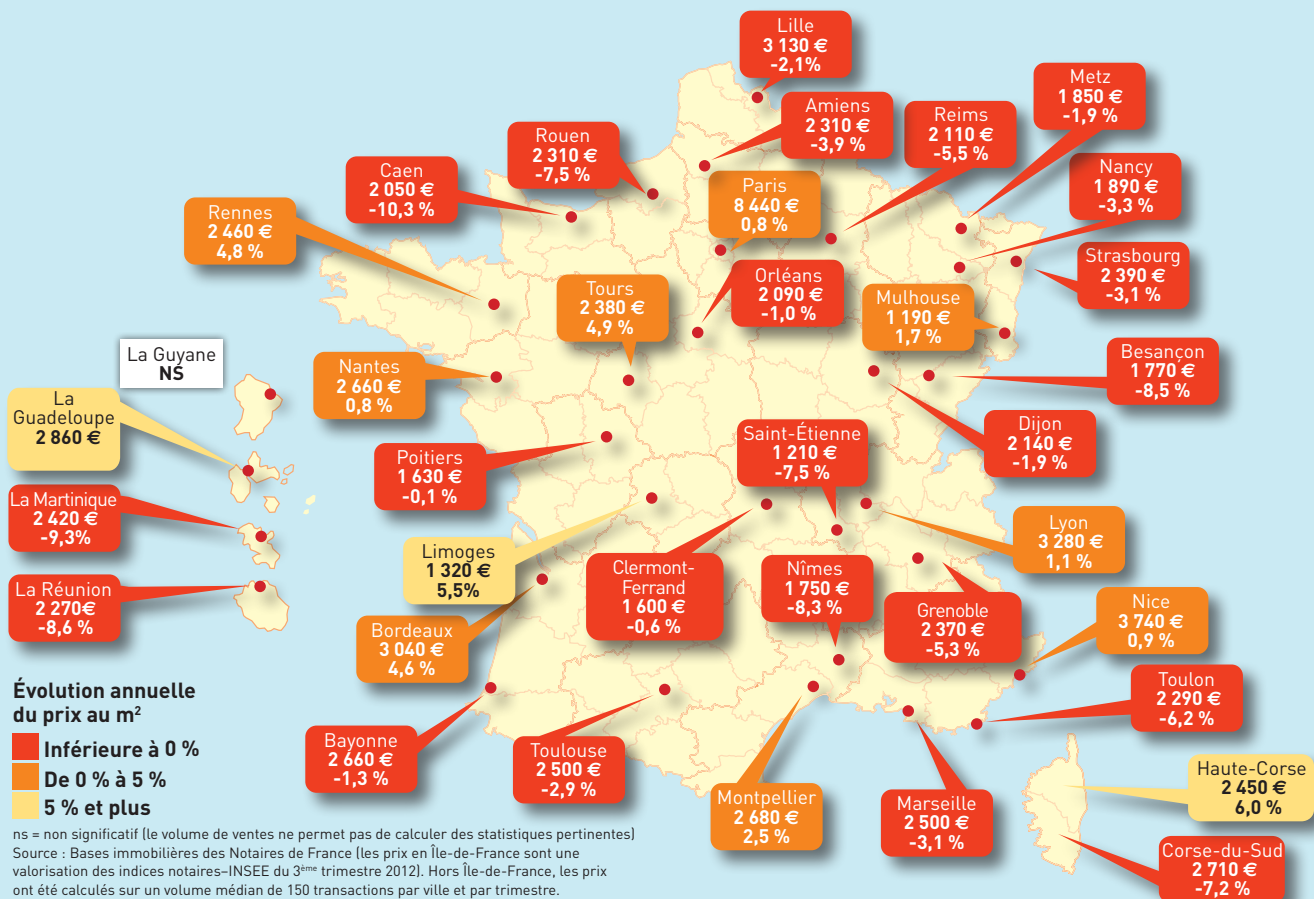 Lille
3 130 €
-2,1%
Metz
1 850 €
-1,9 %
Amiens
2 310 €
-3,9 %
Reims
2 110 €
-5,5 %
Rouen
2 310 €
-7,5 %
Caen
2 050 €
-10,3 %
Nancy
1 890 €
-3,3 %
Paris
8 440 €
0,8 %
Rennes
2 460 €
4,8 %
Strasbourg
2 390 €
-3,1 %
Orléans
2 090 €
-1,0 %
Tours
2 380 €
4,9 %
Mulhouse
1 190 €
1,7 %
La Guyane
NS
Besançon
1 770 €
-8,5 %
Nantes
2 660 €
0,8 %
La
Guadeloupe
2 860 €
Dijon
2 140 €
-1,9 %
Saint-Étienne
1 210 €
-7,5 %
Poitiers
1 630 €
-0,1 %
La Martinique
2 420 €
-9,3%
Lyon
3 280 €
1,1 %
Limoges
1 320 €
5,5%
Clermont-
Ferrand
1 600 €
-0,6 %
Nîmes
1 750 €
-8,3 %
La Réunion
2 270€
-8,6 %
Grenoble
2 370 €
-5,3 %
Nice
3 740 €
0,9 %
Bordeaux
3 040 €
4,6 %
Toulon
2 290 €
-6,2 %
Évolution annuelle
du prix au m²
Inférieure à 0 %
De 0 % à 5 %
5 % et plus
Bayonne
2 660 €
-1,3 %
Toulouse
2 500 €
-2,9 %
Montpellier
2 680 €
2,5 %
Marseille
2 500 €
-3,1 %
Haute-Corse
2 450 €
6,0 %
Corse-du-Sud
2 710 €
-7,2 %
ns = non significatif (le volume de ventes ne permet pas de calculer des statistiques pertinentes)
Source : Bases immobilières des Notaires de France (les prix en Île-de-France sont une
valorisation des indices notaires–INSEE du 3ème trimestre 2012). Hors Île-de-France, les prix
ont été calculés sur un volume médian de 150 transactions par ville et par trimestre.